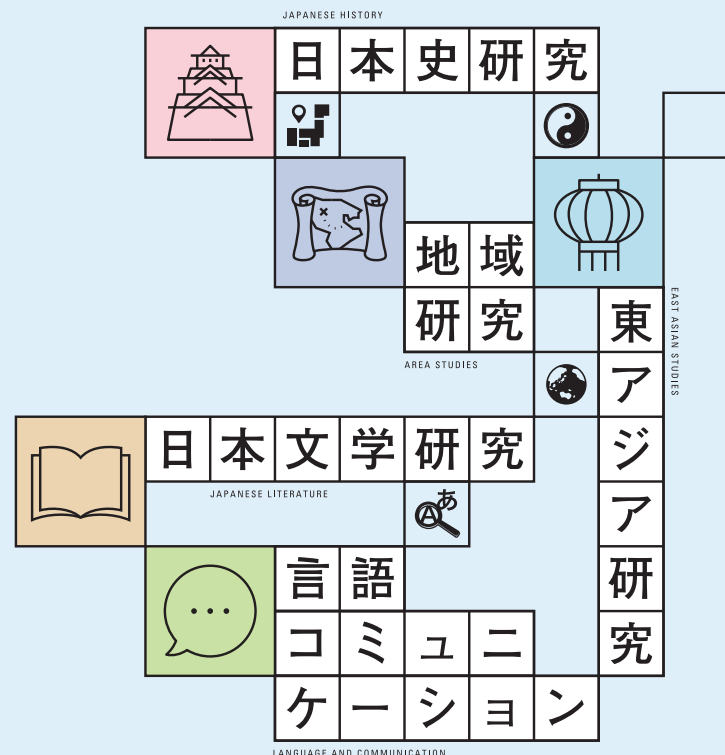 JAPANESE HISTORY
日本史研究
地域
研究
AREA STUDIES
東アジア研究
EAST ASIAN STUDIES
日本文学研究
JAPANESE LITERATURE
Aあ
言語
コミュニ
ケーション
LANGUAGE AND COMMUNICATION